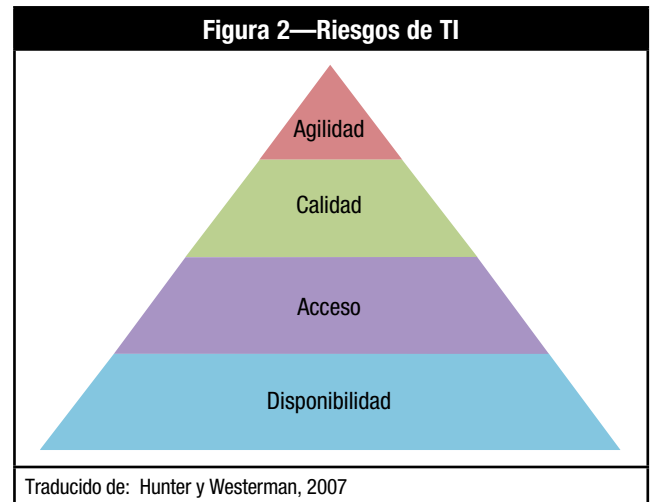 Figura 2—Riesgos de TI
Agilidad
Calidad
Acceso
Disponibilidad
Traducido de: Hunter y Westerman, 2007